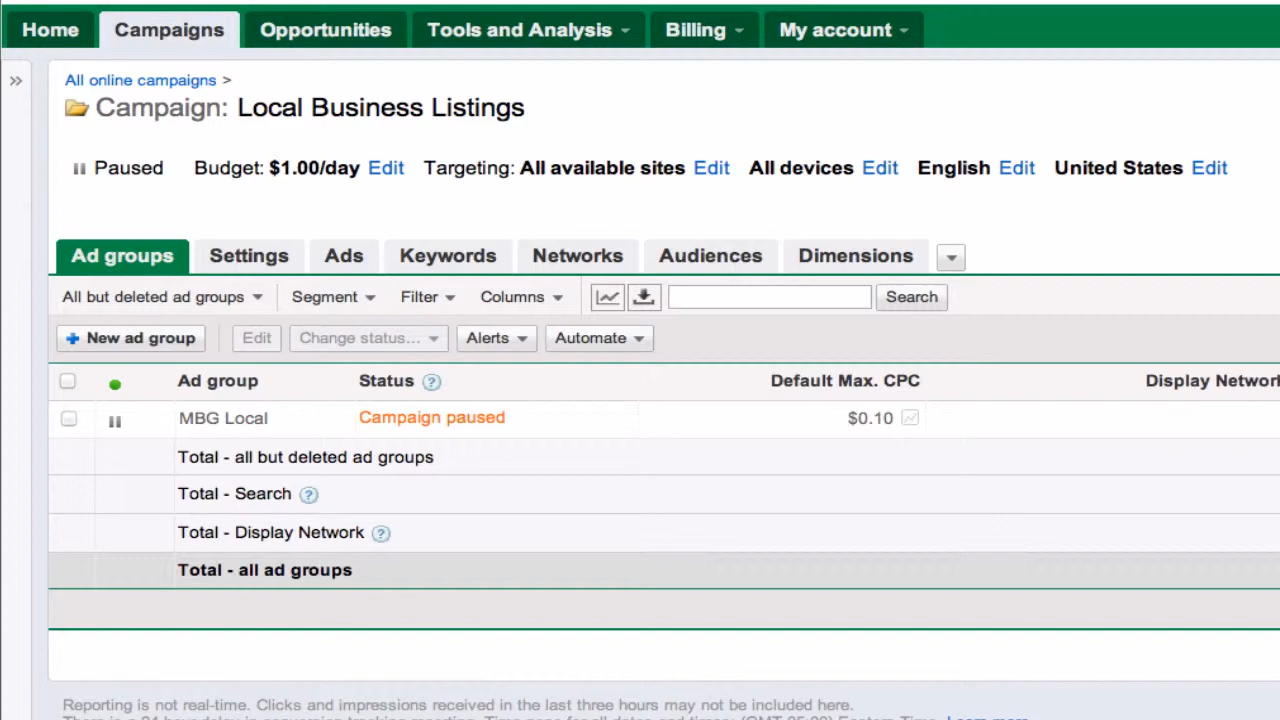 Home Campaigns Opportunities Tools and Analysis Billing My account
All online campaigns >
Campaign: Local Business Listings
Paused Budget: $1.00/day Edit Targeting: All available sites Edit All devices Edit English Edit United States Edit
Ad groups Settings Ads Keywords Networks Audiences Dimensions
All but deleted ad groups Segment Filter Columns Search
New ad group Edit Change status... Alerts Automate
Ad group Status ? Default Max. CPC Display Network
MBG Local Campaign paused $0.10
Total - all but deleted ad groups
Total - Search ?
Total - Display Network ?
Total - all ad groups
Reporting is not real-time. Clicks and impressions received in the last three hours may not be included here.